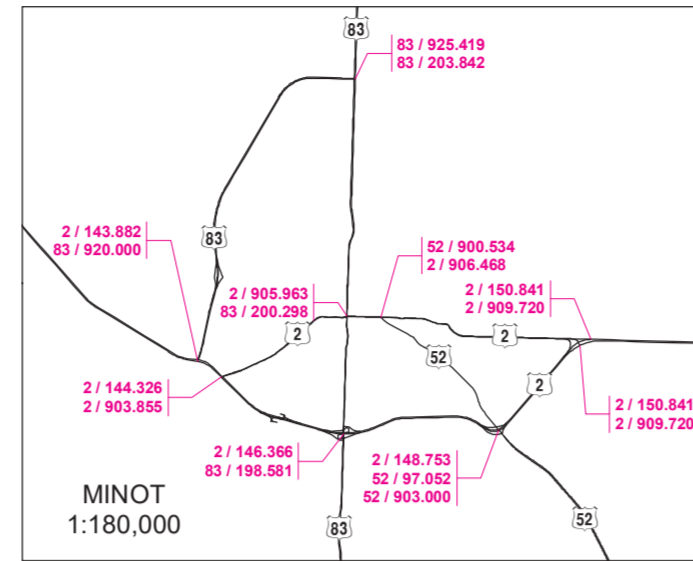 83
83 / 925.419
83 / 203.842
2 / 143.882
83 / 920.000
83
52 / 900.534
2 / 906.468
2 / 905.963
83 / 200.298
2 / 150.841
2 / 909.720
2
2
52
2
2 / 144.326
2 / 903.855
2 / 150.841
2 / 909.720
2 / 146.366
83 / 198.581
2 / 148.753
52 / 97.052
52 / 903.000
MINOT
1:180,000
83
52